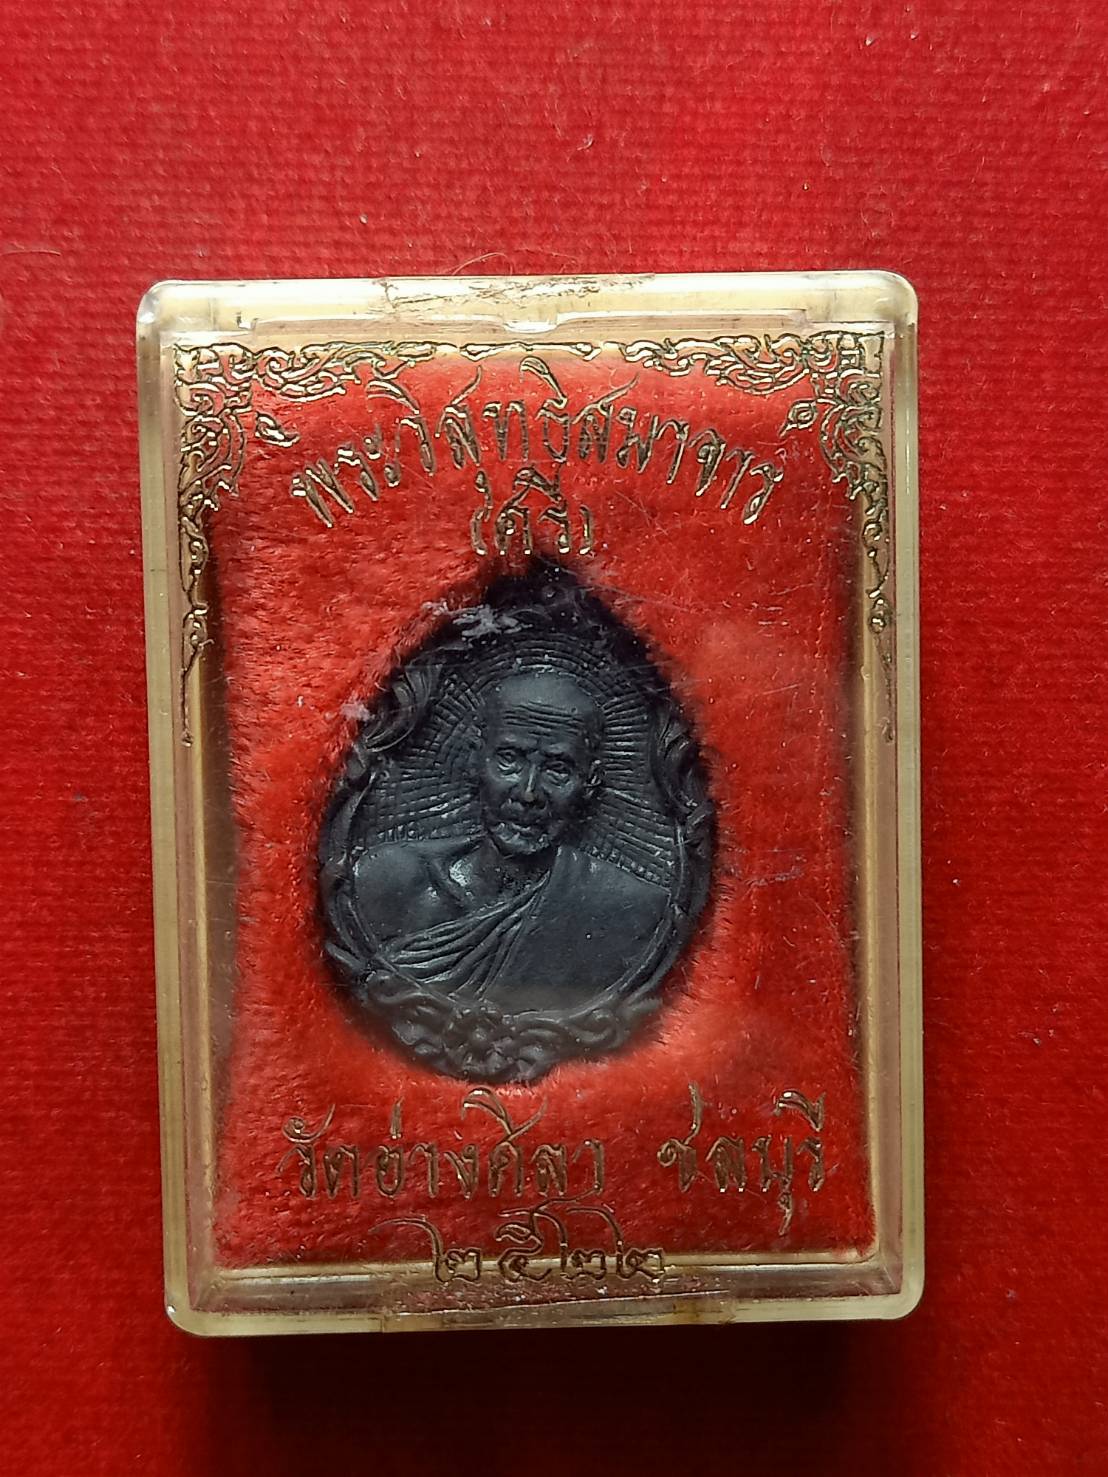 พระวิสุทธิสมาจาร
(ศรี)
วัดอ่างศิลา ชลบุรี
๒๕๒๒